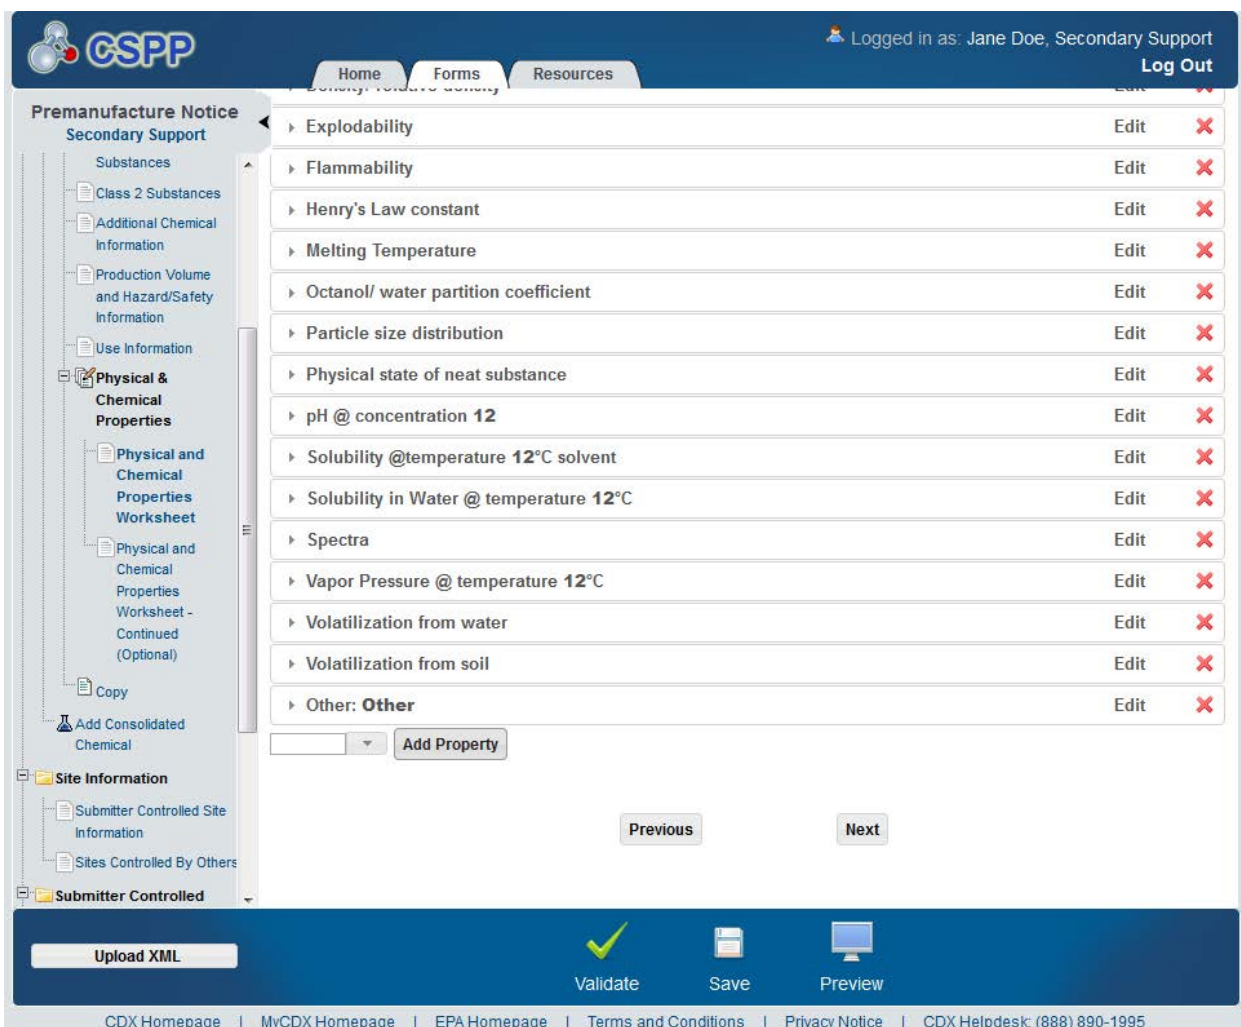 CSPP
Logged in as: Jane Doe, Secondary Support
Log Out
Home Forms Resources
Premanufacture Notice
Secondary Support
Substances
Class 2 Substances
Additional Chemical
Information
Production Volume
and Hazard/Safety
Information
Use Information
Physical &
Chemical
Properties
Physical and
Chemical
Properties
Worksheet
Physical and
Chemical
Properties
Worksheet -
Continued
(Optional)
Copy
Add Consolidated
Chemical
Site Information
Submitter Controlled Site
Information
Sites Controlled By Others
Submitter Controlled
Density: relative density Edit
Explodability Edit
Flammability Edit
Henry's Law constant Edit
Melting Temperature Edit
Octanol/ water partition coefficient Edit
Particle size distribution Edit
Physical state of neat substance Edit
pH @ concentration 12 Edit
Solubility @temperature 12°C solvent Edit
Solubility in Water @ temperature 12°C Edit
Spectra Edit
Vapor Pressure @ temperature 12°C Edit
Volatilization from water Edit
Volatilization from soil Edit
Other: Other Edit
Add Property
Previous Next
Upload XML
Validate Save Preview
CDX Homepage | MyCDX Homepage | EPA Homepage | Terms and Conditions | Privacy Notice | CDX Helpdesk: (888) 890-1995